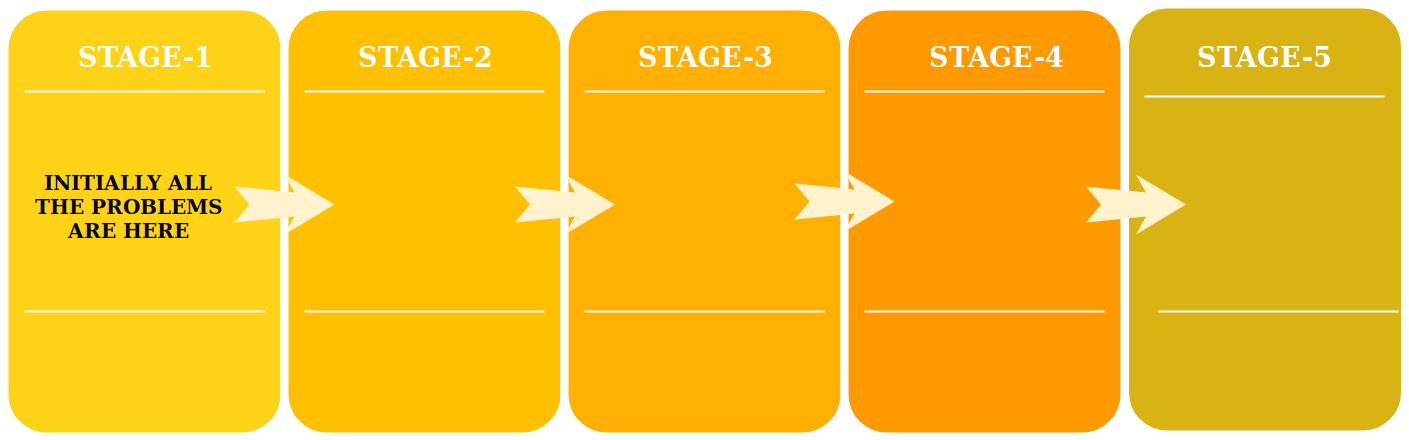 STAGE-1
STAGE-2
STAGE-3
STAGE-4
STAGE-5
INITIALLY ALL
THE PROBLEMS
ARE HERE